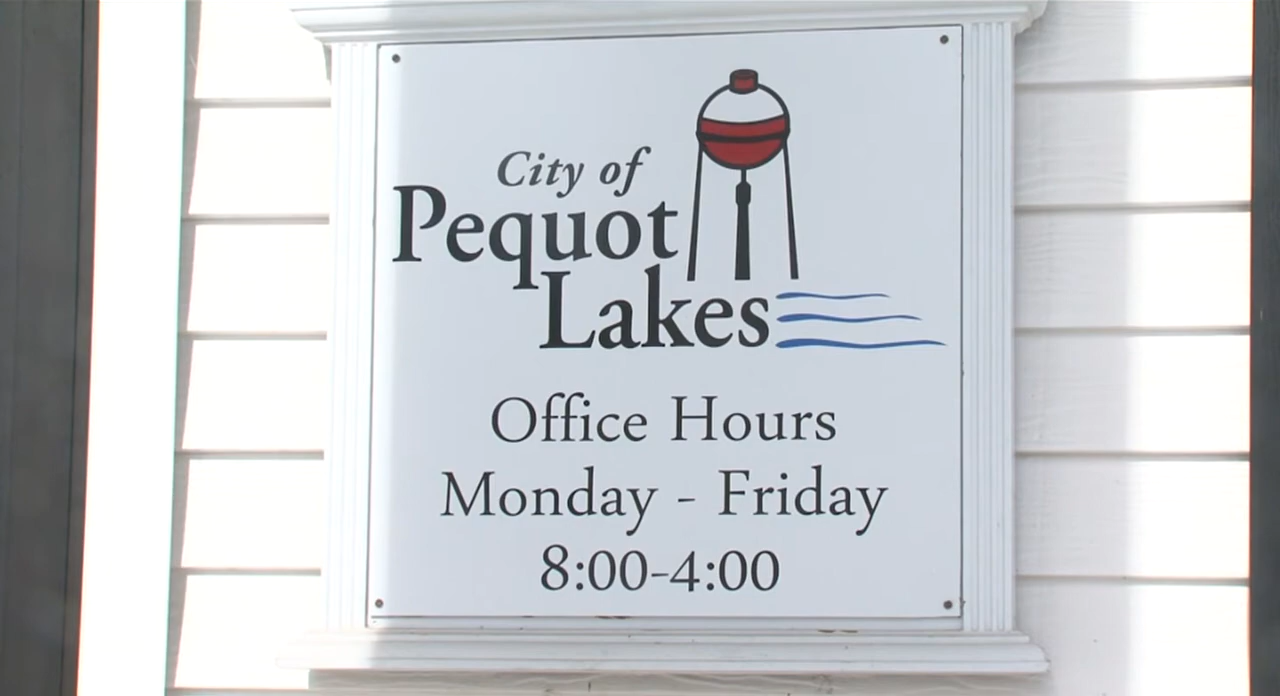 City of
Pequot
Lakes
Office Hours
Monday - Friday
8:00-4:00